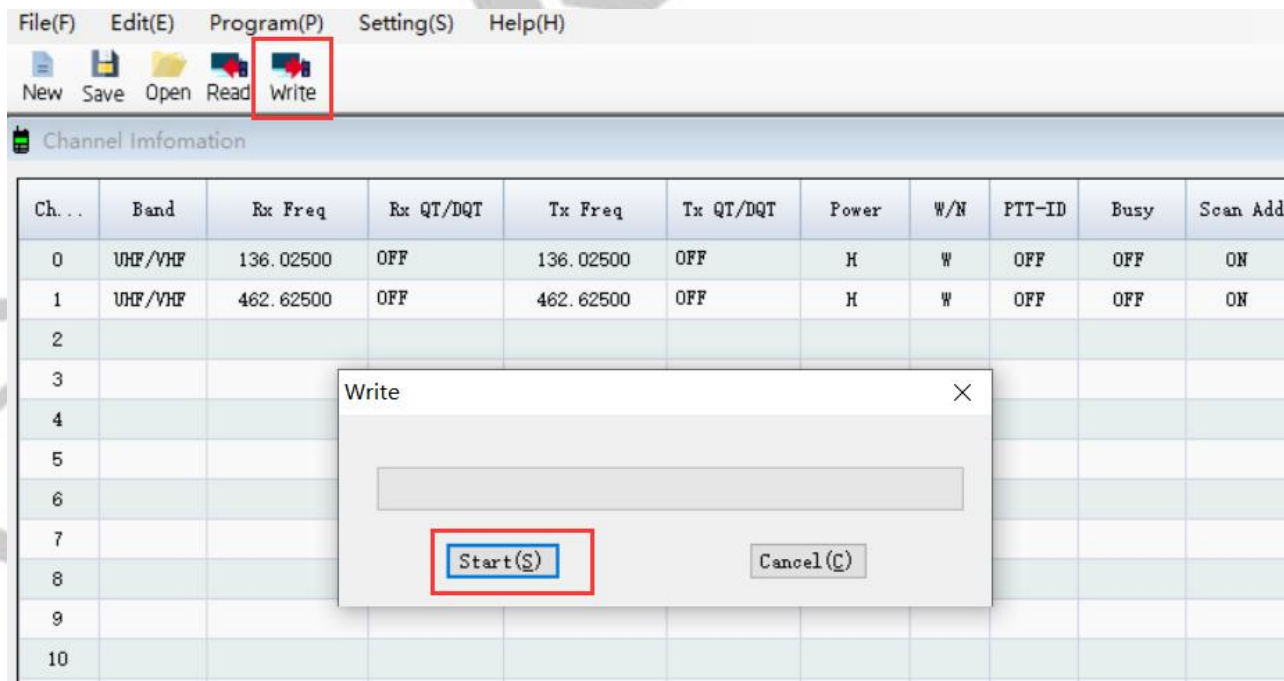 File(F) Edit(E) Program(P) Setting(S) Help(H)
New Save Open Read Write
Channel Imfomation
Ch... Band Rx Freq Rx QT/DQT Tx Freq Tx QT/DQT Power W/N PTT-ID Busy Scan Add
0 UHF/VHF 136.02500 OFF 136.02500 OFF H W OFF OFF ON
1 UHF/VHF 462.62500 OFF 462.62500 OFF H W OFF OFF ON
2
3
Write
4
5
6
7
Start(S) Cancel(C)
8
9
10